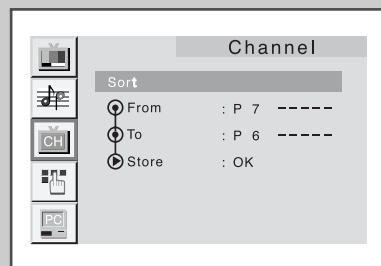 Channel
Sort
From : P 7 -----
To : P 6 -----
Store : OK
CH
PC